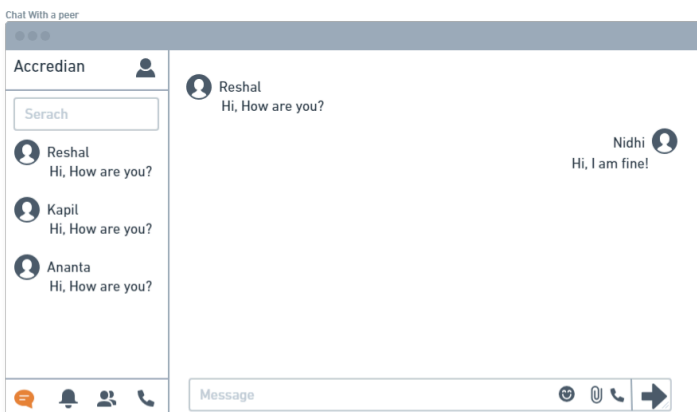 Chat With a peer
Accredian
Serach
Reshal
Hi, How are you?
Kapil
Hi, How are you?
Ananta
Hi, How are you?
Reshal
Hi, How are you?
Nidhi
Hi, I am fine!
Message